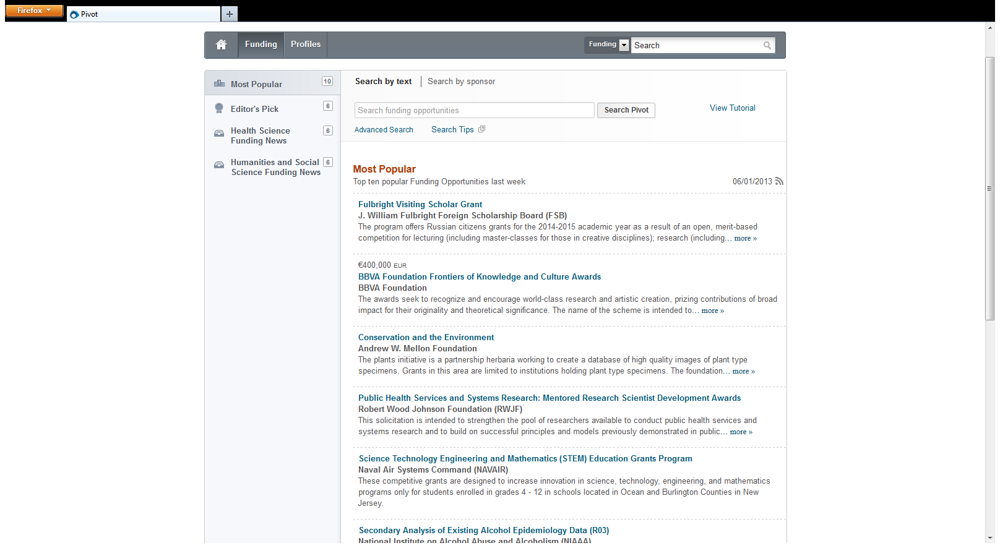 Firefox
Pivot
Funding
Profiles
Funding
Search
Most Popular 10
Editor's Pick 6
Health Science 6
Funding News
Humanities and Social 6
Science Funding News
Search by text | Search by sponsor
Search funding opportunities
Search Pivot
View Tutorial
Advanced Search
Search Tips
Most Popular
Top ten popular Funding Opportunities last week
06/01/2013
Fulbright Visiting Scholar Grant
J. William Fulbright Foreign Scholarship Board (FSB)
The program offers Russian citizens grants for the 2014-2015 academic year as a result of an open, merit-based
competition for lecturing (including master-classes for those in creative disciplines); research (including... more »
€400,000 EUR
BBVA Foundation Frontiers of Knowledge and Culture Awards
BBVA Foundation
The awards seek to recognize and encourage world-class research and artistic creation, prizing contributions of broad
impact for their originality and theoretical significance. The name of the scheme is intended to... more »
Conservation and the Environment
Andrew W. Mellon Foundation
The plants initiative is a partnership herbaria working to create a database of high quality images of plant type
specimens. Grants in this area are limited to institutions holding plant type specimens. The foundation... more »
Public Health Services and Systems Research: Mentored Research Scientist Development Awards
Robert Wood Johnson Foundation (RWJF)
This solicitation is intended to strengthen the pool of researchers available to conduct public health services and
systems research and to build on successful principles and models previously demonstrated in public... more »
Science Technology Engineering and Mathematics (STEM) Education Grants Program
Naval Air Systems Command (NAVAIR)
These competitive grants are designed to increase innovation in science, technology, engineering, and mathematics
programs only for students enrolled in grades 4 - 12 in schools located in Ocean and Burlington Counties in New
Jersey.
Secondary Analysis of Existing Alcohol Epidemiology Data (R03)
National Institute on Alcohol Abuse and Alcoholism (NIAAA)